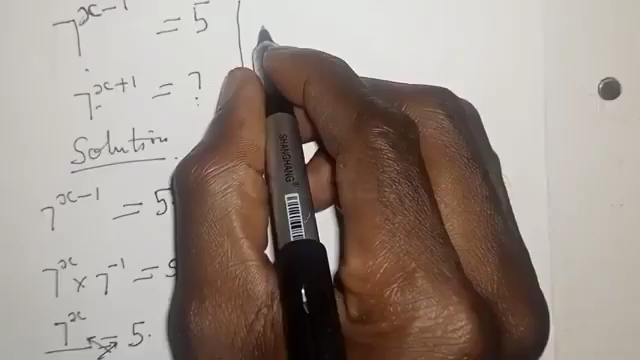 7^(x-1) = 5
7^(x+1) = ?
Solution
7^(x-1) = 5
7^x × 7^(-1) = 5
7^x = 5
SHANGHANG